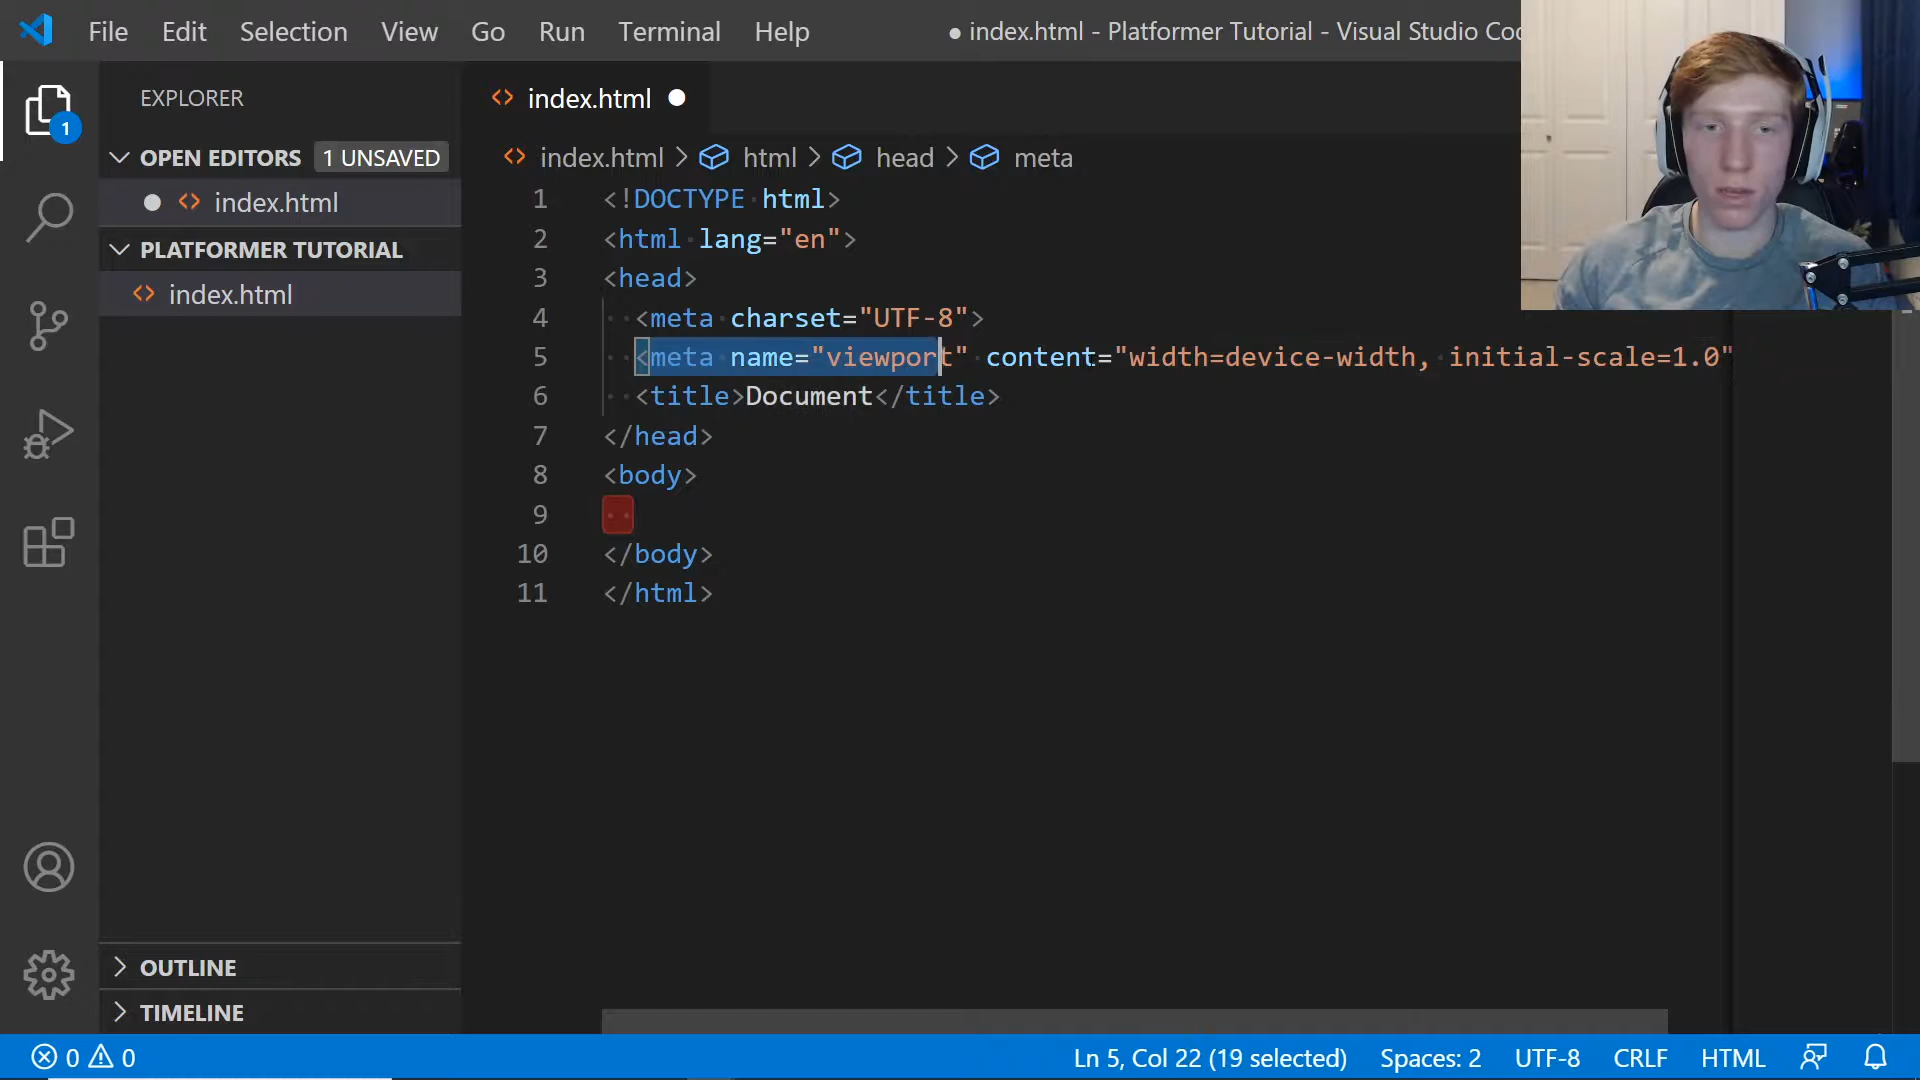 File Edit Selection View Go Run Terminal Help
● index.html - Platformer Tutorial - Visual Studio Coc
EXPLORER
1
OPEN EDITORS 1 UNSAVED
index.html
PLATFORMER TUTORIAL
index.html
OUTLINE
TIMELINE
index.html
index.html > html > head > meta
1 <!DOCTYPE html>
2 <html lang="en">
3 <head>
4 <meta charset="UTF-8">
5 <meta name="viewport" content="width=device-width, initial-scale=1.0"
6 <title>Document</title>
7 </head>
8 <body>
9
10 </body>
11 </html>
0 0
Ln 5, Col 22 (19 selected) Spaces: 2 UTF-8 CRLF HTML